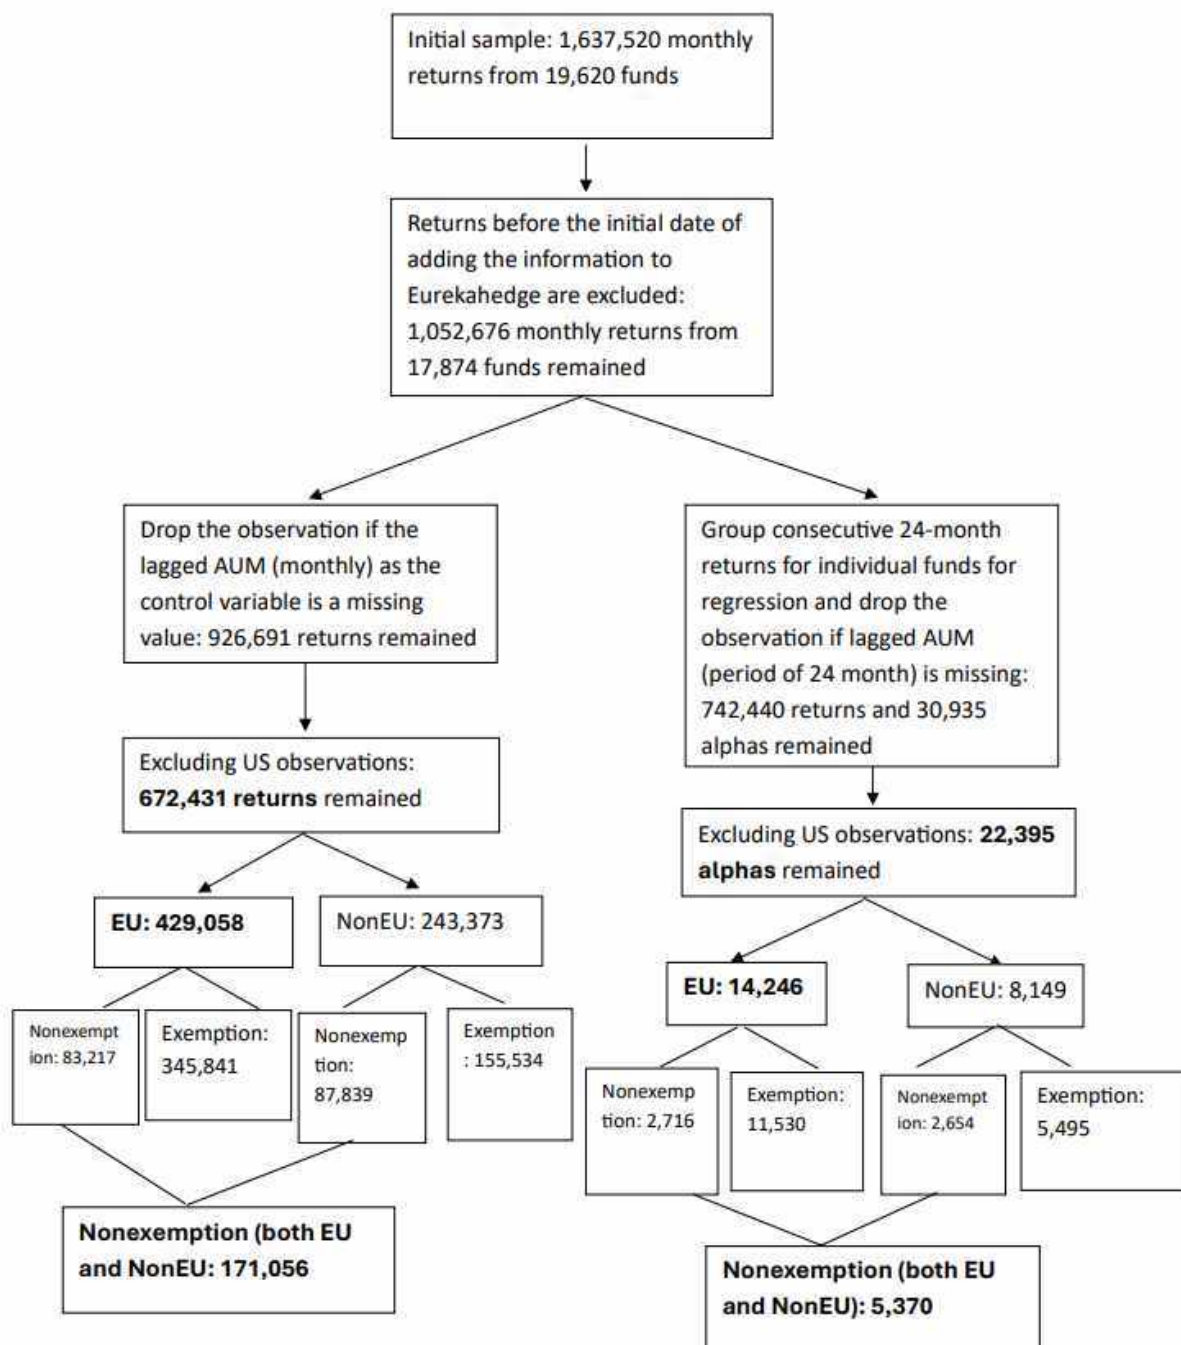 Initial sample: 1,637,520 monthly
returns from 19,620 funds
Returns before the initial date of
adding the information to
Eurekahedge are excluded:
1,052,676 monthly returns from
17,874 funds remained
Drop the observation if the
lagged AUM (monthly) as the
control variable is a missing
value: 926,691 returns remained
Group consecutive 24-month
returns for individual funds for
regression and drop the
observation if lagged AUM
(period of 24 month) is missing:
742,440 returns and 30,935
alphas remained
Excluding US observations:
672,431 returns remained
Excluding US observations: 22,395
alphas remained
EU: 429,058
NonEU: 243,373
EU: 14,246
NonEU: 8,149
Nonexempt
ion: 83,217
Exemption:
345,841
Nonexemp
tion:
87,839
Exemption
: 155,534
Nonexemp
tion: 2,716
Exemption:
11,530
Nonexempt
ion: 2,654
Exemption:
5,495
Nonexemption (both EU
and NonEU: 171,056
Nonexemption (both EU
and NonEU): 5,370